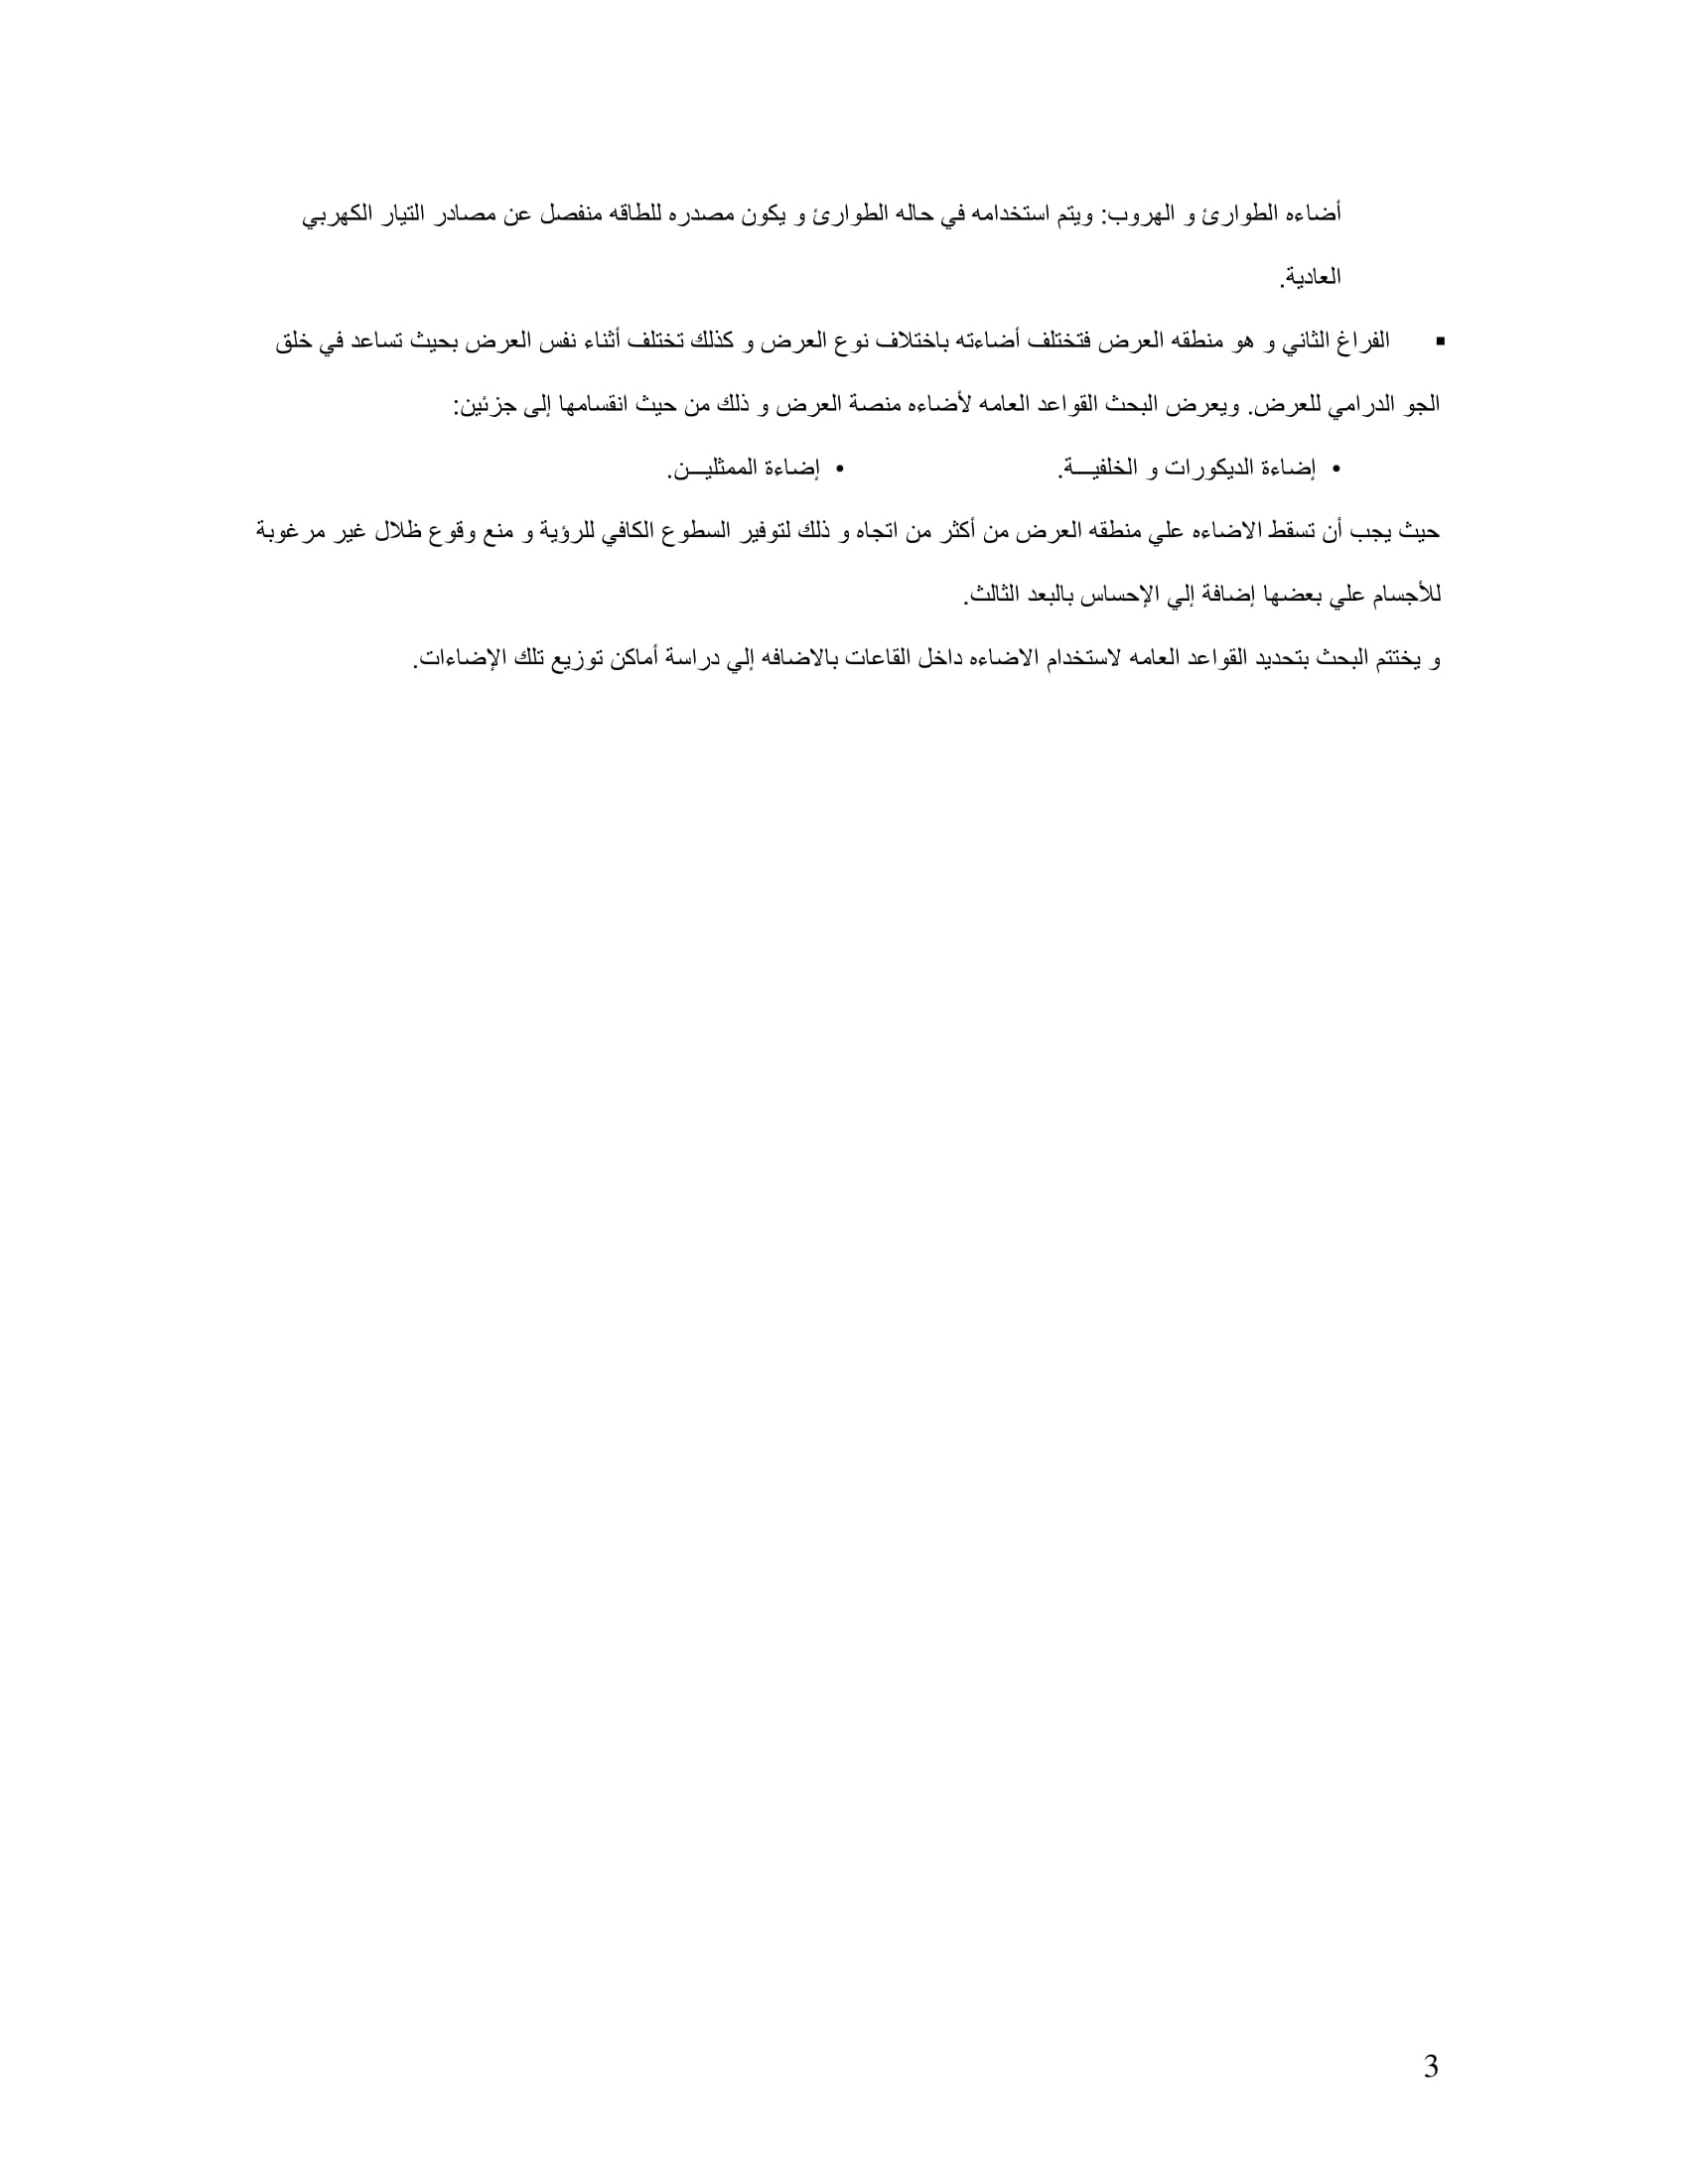 أضاءه الطوارئ و الهروب: ويتم استخدامه في حاله الطوارئ و يكون مصدره للطاقه منفصل عن مصادر التيار الكهربي
العادية.
▪ الفراغ الثاني و هو منطقه العرض فتختلف أضاءته باختلاف نوع العرض و كذلك تختلف أثناء نفس العرض بحيث تساعد في خلق
الجو الدرامي للعرض. ويعرض البحث القواعد العامه لأضاءه منصة العرض و ذلك من حيث انقسامها إلى جزئين:
• إضاءة الديكورات و الخلفيـــة. • إضاءة الممثليـــن.
حيث يجب أن تسقط الاضاءه علي منطقه العرض من أكثر من اتجاه و ذلك لتوفير السطوع الكافي للرؤية و منع وقوع ظلال غير مرغوبة
للأجسام علي بعضها إضافة إلي الإحساس بالبعد الثالث.
و يختتم البحث بتحديد القواعد العامه لاستخدام الاضاءه داخل القاعات بالاضافه إلي دراسة أماكن توزيع تلك الإضاءات.
3